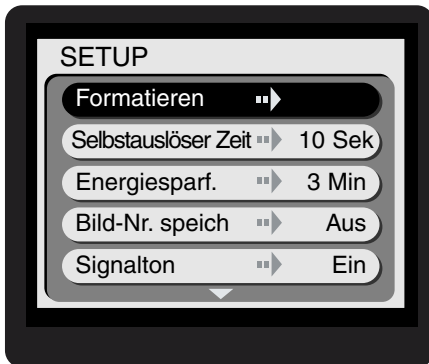 SETUP
Formatieren
Selbstauslöser Zeit 10 Sek
Energiesparf. 3 Min
Bild-Nr. speich Aus
Signalton Ein